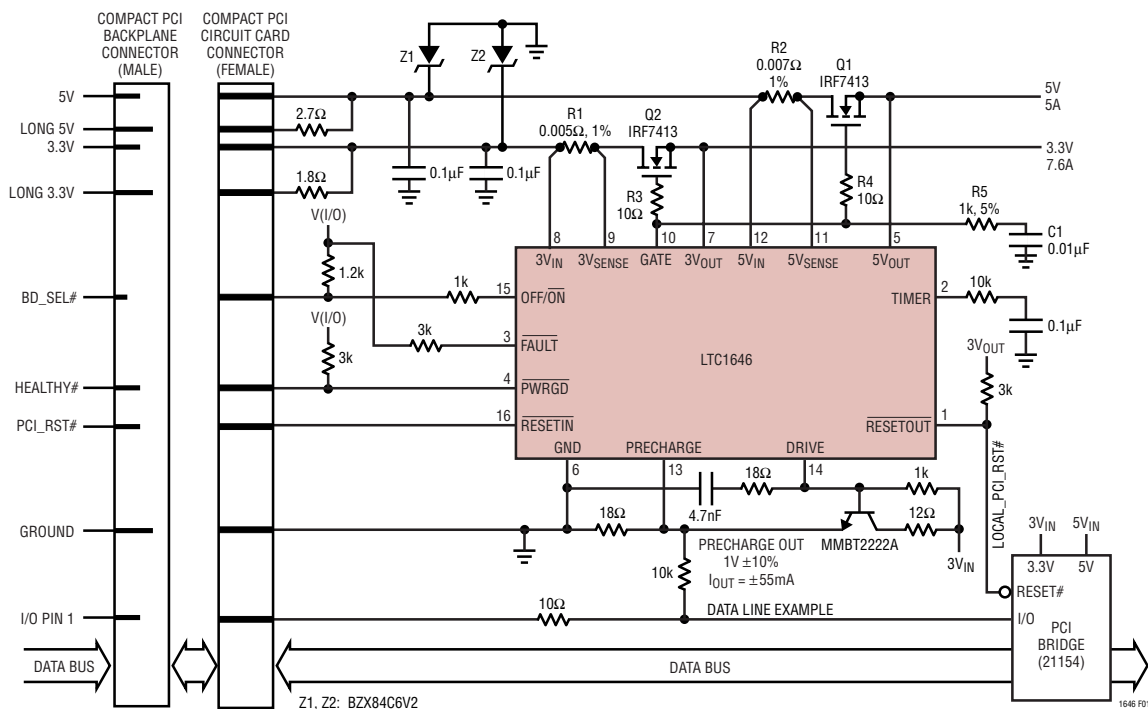 COMPACT PCI
BACKPLANE
CONNECTOR
(MALE)
COMPACT PCI
CIRCUIT CARD
CONNECTOR
(FEMALE)
5V
LONG 5V
3.3V
LONG 3.3V
BD_SEL#
HEALTHY#
PCI_RST#
GROUND
I/O PIN 1
DATA BUS
2.7Ω
1.8Ω
Z1
Z2
0.1µF
0.1µF
R1
0.005Ω, 1%
Q2
IRF7413
R2
0.007Ω
1%
Q1
IRF7413
5V
5A
3.3V
7.6A
R3
10Ω
R4
10Ω
R5
1k, 5%
C1
0.01µF
V(I/O)
1.2k
1k
V(I/O)
3k
3k
8
9
10
7
12
11
5
3VIN
3VSENSE
GATE
3VOUT
5VIN
5VSENSE
5VOUT
15
OFF/ON
3
FAULT
4
PWRGD
16
RESETIN
LTC1646
TIMER
2
10k
0.1µF
3VOUT
3k
RESETOUT
1
GND
6
PRECHARGE
13
DRIVE
14
18Ω
4.7nF
18Ω
1k
12Ω
MMBT2222A
3VIN
PRECHARGE OUT
1V ±10%
IOUT = ±55mA
10k
10Ω
DATA LINE EXAMPLE
LOCAL_PCI_RST#
3VIN
5VIN
3.3V
5V
RESET#
I/O
PCI
BRIDGE
(21154)
DATA BUS
Z1, Z2: BZX84C6V2
1646 F01